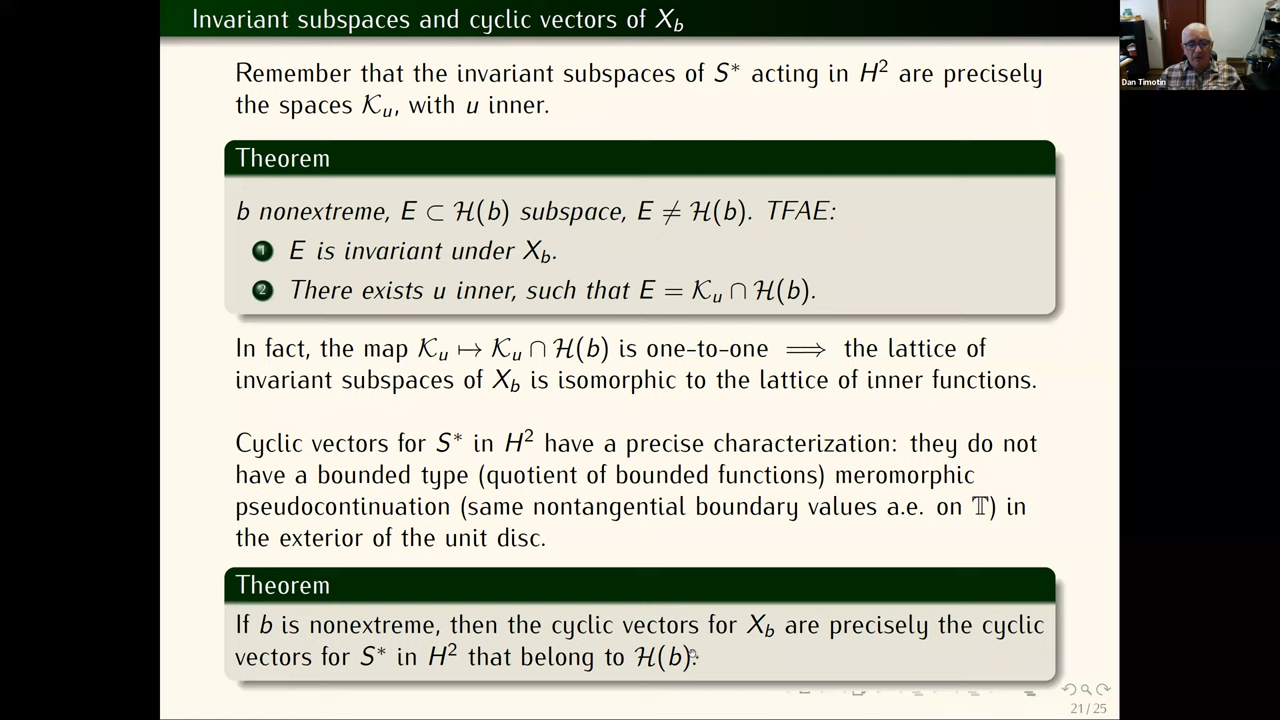 Invariant subspaces and cyclic vectors of X_b
Dan Timotin
Remember that the invariant subspaces of S* acting in H² are precisely
the spaces 𝒦_u, with u inner.
Theorem
b nonextreme, E ⊂ ℋ(b) subspace, E ≠ ℋ(b). TFAE:
1 E is invariant under X_b.
2 There exists u inner, such that E = 𝒦_u ∩ ℋ(b).
In fact, the map 𝒦_u ↦ 𝒦_u ∩ ℋ(b) is one-to-one ⟹ the lattice of
invariant subspaces of X_b is isomorphic to the lattice of inner functions.
Cyclic vectors for S* in H² have a precise characterization: they do not
have a bounded type (quotient of bounded functions) meromorphic
pseudocontinuation (same nontangential boundary values a.e. on 𝕋) in
the exterior of the unit disc.
Theorem
If b is nonextreme, then the cyclic vectors for X_b are precisely the cyclic
vectors for S* in H² that belong to ℋ(b).
21/25